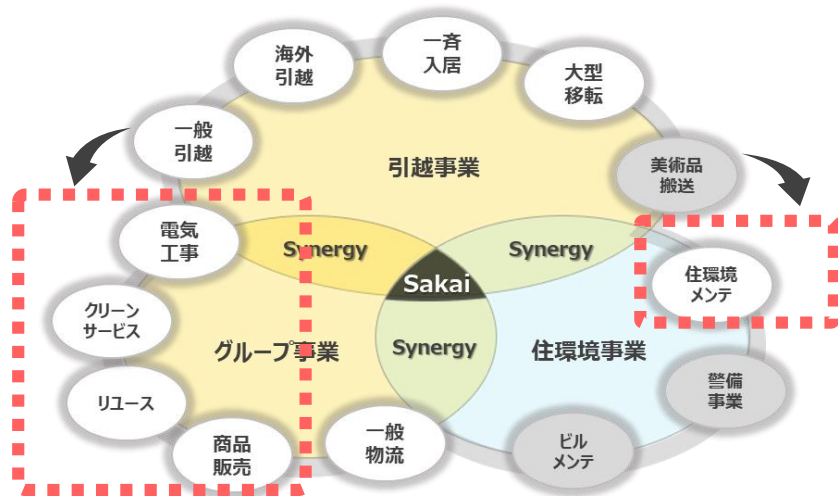 海外
引越
一斉
入居
大型
移転
一般
引越
引越事業
美術品
搬送
電気
工事
Synergy
Synergy
Sakai
住環境
メンテ
クリーン
サービス
グループ事業
Synergy
住環境事業
リユース
警備
事業
商品
販売
一般
物流
ビル
メンテ